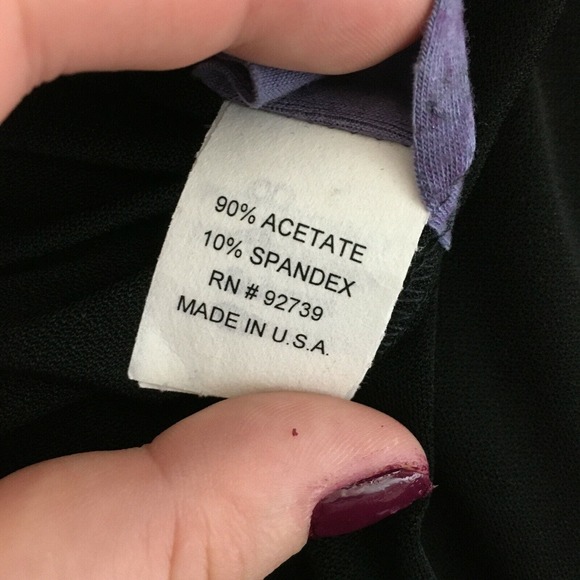 90% ACETATE
10% SPANDEX
RN # 92739
MADE IN U.S.A.